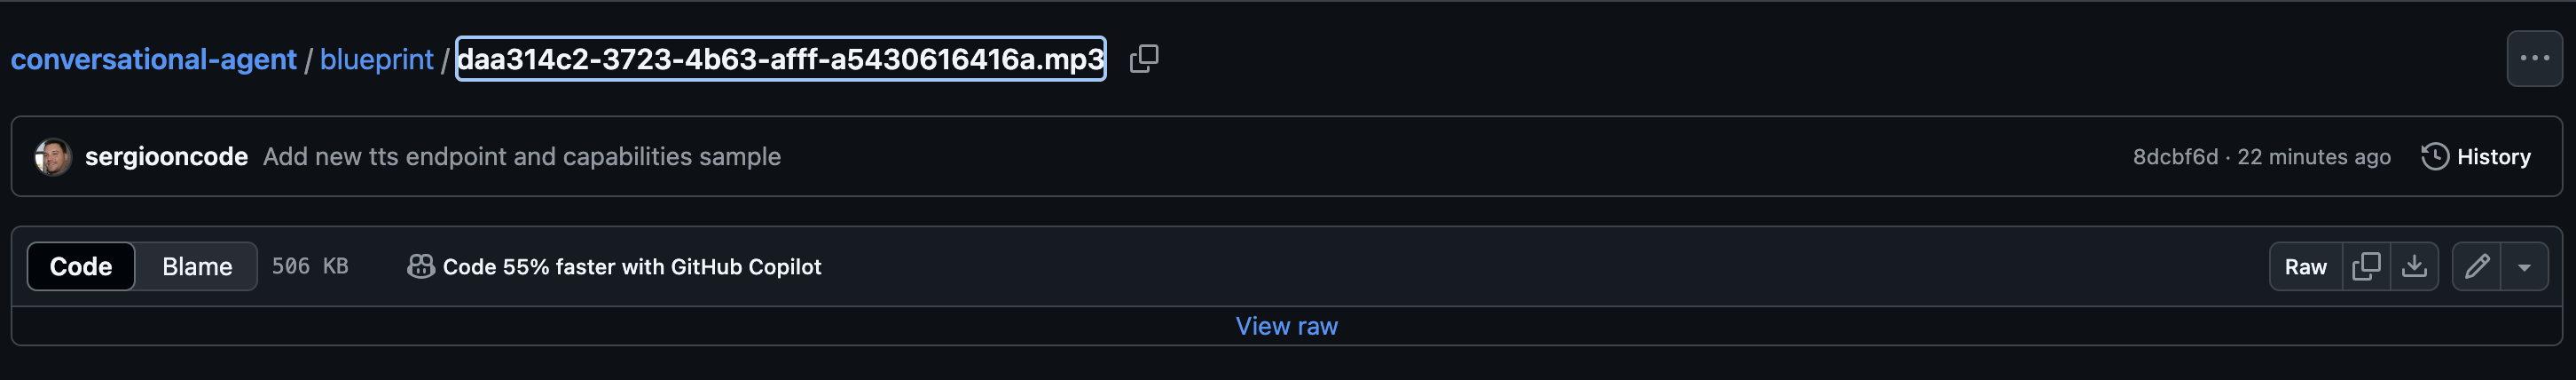 conversational-agent / blueprint / daa314c2-3723-4b63-afff-a5430616416a.mp3
sergiooncode Add new tts endpoint and capabilities sample 8dcbf6d · 22 minutes ago History
Code Blame 506 KB Code 55% faster with GitHub Copilot Raw
View raw